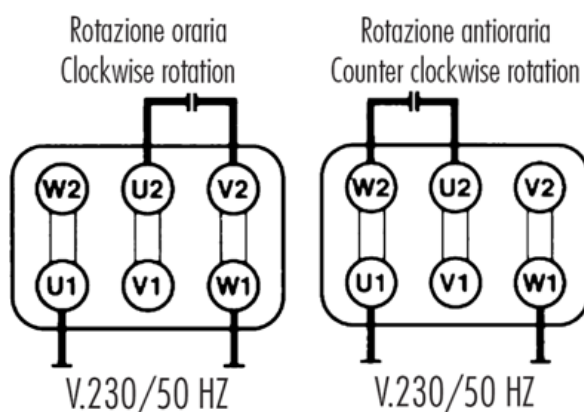 Rotazione oraria
Clockwise rotation
W2 U2 V2
U1 V1 W1
V.230/50 HZ
Rotazione antioraria
Counter clockwise rotation
W2 U2 V2
U1 V1 W1
V.230/50 HZ